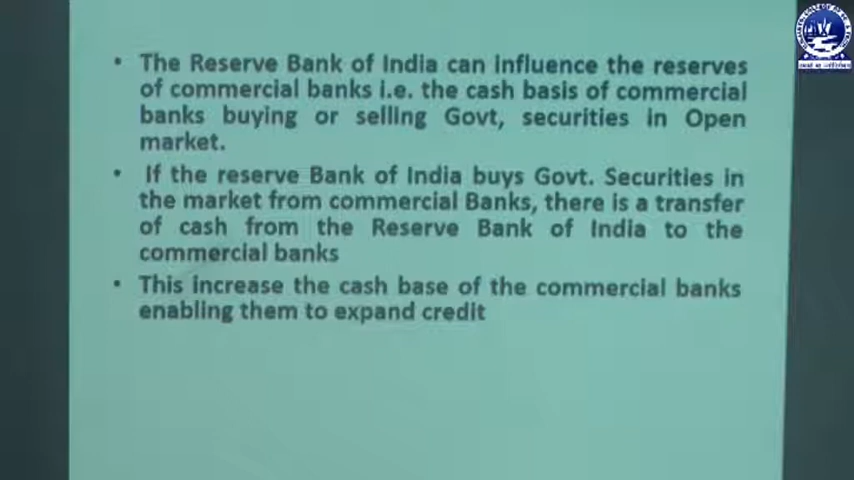 • The Reserve Bank of India can influence the reserves
of commercial banks i.e. the cash basis of commercial
banks buying or selling Govt, securities in Open
market.
• If the reserve Bank of India buys Govt. Securities in
the market from commercial Banks, there is a transfer
of cash from the Reserve Bank of India to the
commercial banks
• This increase the cash base of the commercial banks
enabling them to expand credit